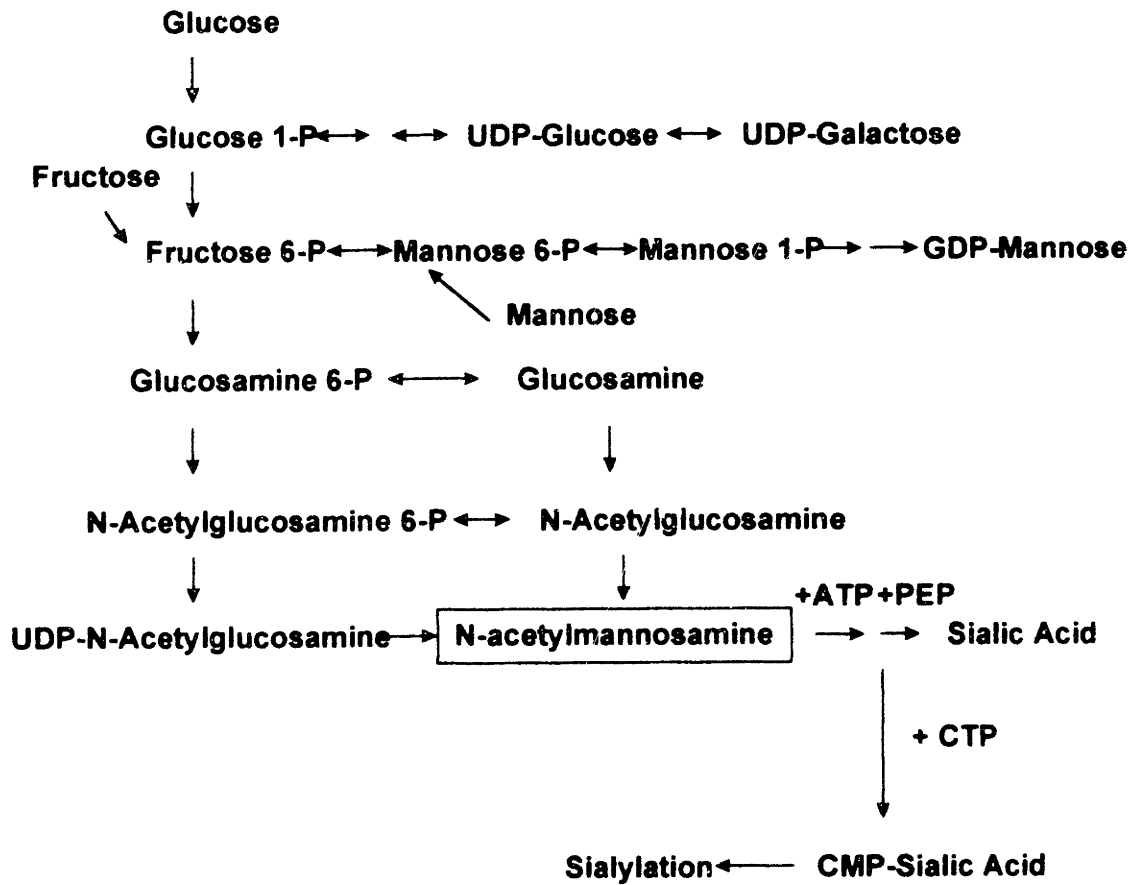 Glucose
Glucose 1-P UDP-Glucose UDP-Galactose
Fructose
Fructose 6-P Mannose 6-P Mannose 1-P GDP-Mannose
Mannose
Glucosamine 6-P Glucosamine
N-Acetylglucosamine 6-P N-Acetylglucosamine
+ATP +PEP
UDP-N-Acetylglucosamine N-acetylmannosamine Sialic Acid
+ CTP
Sialylation CMP-Sialic Acid